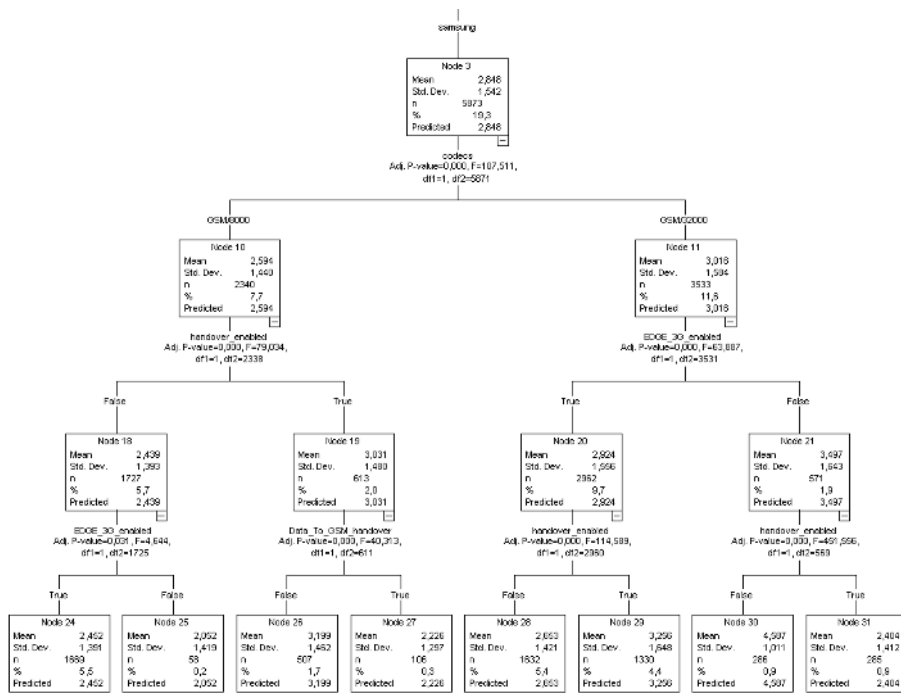 samsung
Node 3
Mean 2,848
Std. Dev. 1,542
n 5873
% 19,3
Predicted 2,848
codecs
Adj. P-value=0,000, F=107,511,
df1=1, df2=5871
GSM/8000
GSM/32000
Node 10
Mean 2,594
Std. Dev. 1,440
n 2340
% 7,7
Predicted 2,594
Node 11
Mean 3,016
Std. Dev.
n 3533
% 11,6
Predicted 3,016
handover_enabled
Adj. P-value=0,000, F=79,034,
df1=1, df2=2338
EDGE_3G_enabled
Adj. P-value=0,000,
df1=1, df2=3531
False
True
True
False
Node 18
Mean 2,439
Std. Dev. 1,393
n 1727
% 5,7
Predicted 2,439
Node 19
Mean 3,031
Std. Dev. 1,480
n 613
% 2,0
Predicted 3,031
Node 20
Mean 2,924
Std. Dev. 1,556
n 2962
% 9,7
Predicted 2,924
Node 21
Mean 3,497
Std. Dev. 1,643
n 571
% 1,9
Predicted 3,497
EDGE_3G_enabled
Adj. P-value=0,031, F=4,644,
df1=1, df2=1725
Data_To_GSM_handover
Adj. P-value=0,000, F=40,313,
df1=1, df2=611
handover_enabled
Adj. P-value=0,000, F=114,589,
df1=1, df2=2960
handover_enabled
Adj. P-value=0,000,
df1=1, df2=569
True
False
False
True
False
True
False
True
Node 24
Mean 2,452
Std. Dev. 1,391
n 1669
% 5,5
Predicted 2,452
Node 25
Mean 2,052
Std. Dev. 1,419
n 58
% 0,2
Predicted 2,052
Node 26
Mean 3,199
Std. Dev. 1,462
n 507
% 1,7
Predicted 3,199
Node 27
Mean 2,226
Std. Dev. 1,297
n 106
% 0,3
Predicted 2,226
Node 28
Mean 2,653
Std. Dev. 1,421
n 1632
% 5,4
Predicted 2,653
Node 29
Mean 3,256
Std. Dev. 1,648
n 1330
% 4,4
Predicted 3,256
Node 30
Mean 4,587
Std. Dev. 1,011
n 286
% 0,9
Predicted 4,587
Node 31
Mean 2,404
Std. Dev. 1,412
n 285
% 0,9
Predicted 2,404